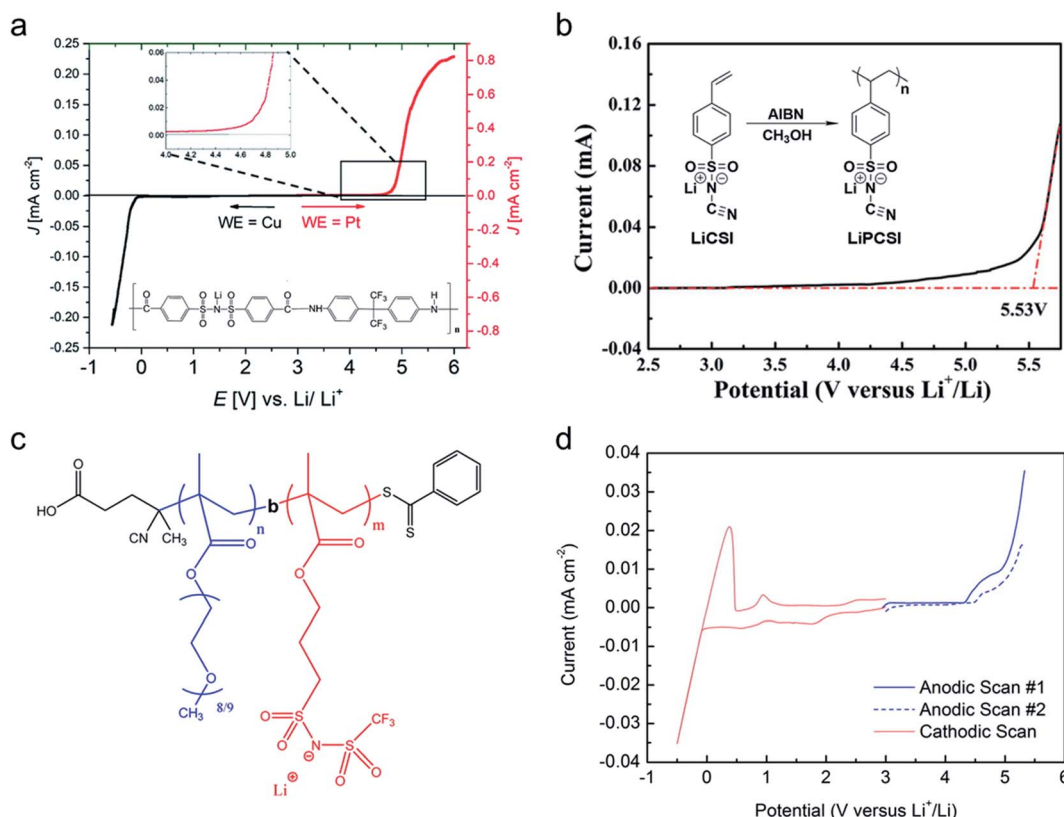 a
0.25
0.20
0.15
0.10
0.05
0.00
-0.05
-0.10
-0.15
-0.20
-0.25
J [mA cm⁻²]
0.06
0.04
0.02
0.00
4.0 4.2 4.4 4.6 4.8 5.0
WE = Cu WE = Pt
0.8
0.6
0.4
0.2
0.0
-0.2
-0.4
-0.6
-0.8
J [mA cm⁻²]
C O O S O Li N O S O O C NH CF₃ CF₃ H N n
-1 0 1 2 3 4 5 6
E [V] vs. Li/ Li⁺
b
0.16
0.12
0.08
0.04
0.00
-0.04
Current (mA)
AIBN
CH₃OH
n
O=S=O O=S=O
Li⊕ N⊖ Li⊕ N⊖
C≡N C≡N
LiCSI LiPCSI
5.53V
2.5 3.0 3.5 4.0 4.5 5.0 5.5
Potential (V versus Li⁺/Li)
c
O
HO
CN CH₃
n b m
S
S
O O
O O
O
CH₃ 8/9
O S O
N ⊖
S CF₃
O O
Li ⊕
d
0.04
0.03
0.02
0.01
0.00
-0.01
-0.02
-0.03
-0.04
Current (mA cm⁻²)
Anodic Scan #1
Anodic Scan #2
Cathodic Scan
-1 0 1 2 3 4 5 6
Potential (V versus Li⁺/Li)